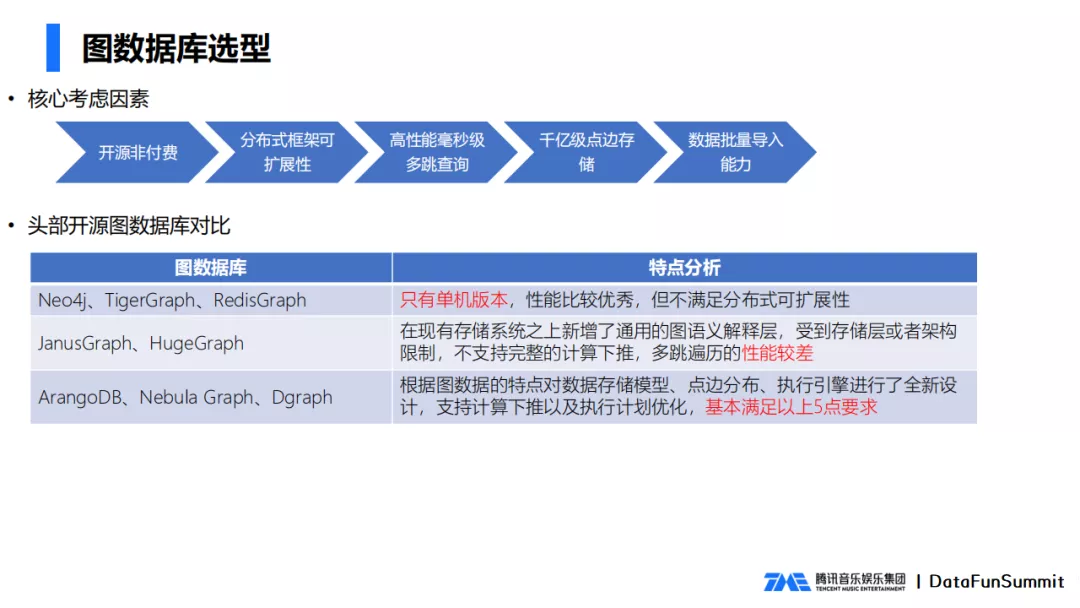 图数据库选型
• 核心考虑因素
开源非付费
分布式框架可
扩展性
高性能毫秒级
多跳查询
千亿级点边存
储
数据批量导入
能力
• 头部开源图数据库对比
图数据库
特点分析
Neo4j、TigerGraph、RedisGraph
只有单机版本，性能比较优秀，但不满足分布式可扩展性
JanusGraph、HugeGraph
在现有存储系统之上新增了通用的图语义解释层，受到存储层或者架构
限制，不支持完整的计算下推，多跳遍历的性能较差
ArangoDB、Nebula Graph、Dgraph
根据图数据的特点对数据存储模型、点边分布、执行引擎进行了全新设
计，支持计算下推以及执行计划优化，基本满足以上5点要求
TME 腾讯音乐娱乐集团 | DataFunSummit
TENCENT MUSIC ENTERTAINMENT